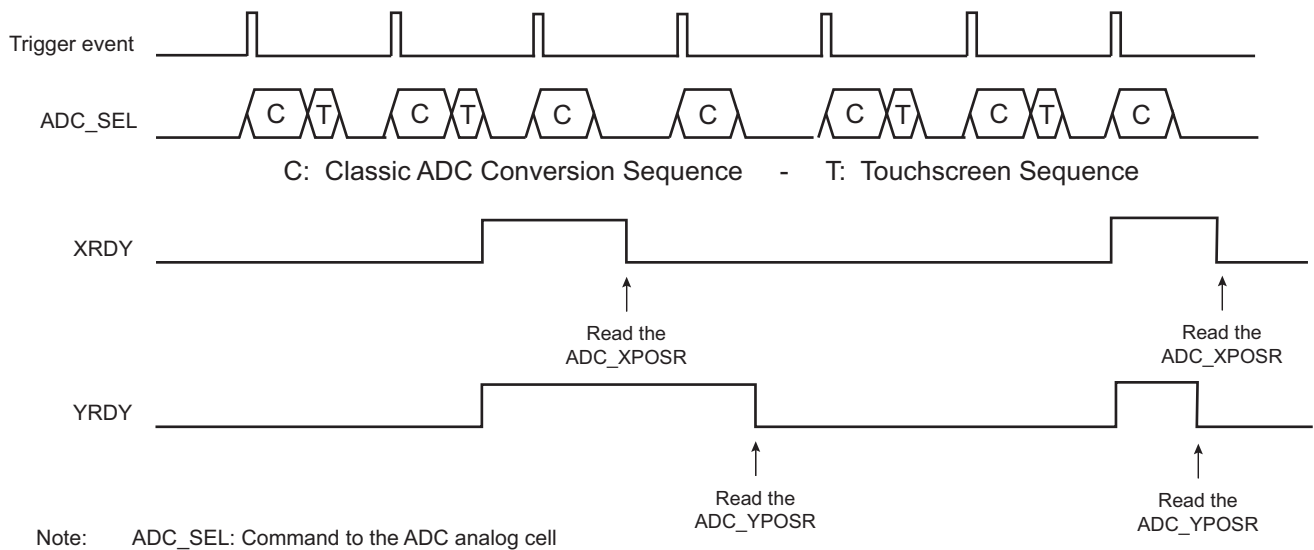 Trigger event
ADC_SEL
C T C T C C C T C T C
C: Classic ADC Conversion Sequence - T: Touchscreen Sequence
XRDY
Read the
ADC_XPOSR
Read the
ADC_XPOSR
YRDY
Read the
ADC_YPOSR
Read the
ADC_YPOSR
Note: ADC_SEL: Command to the ADC analog cell